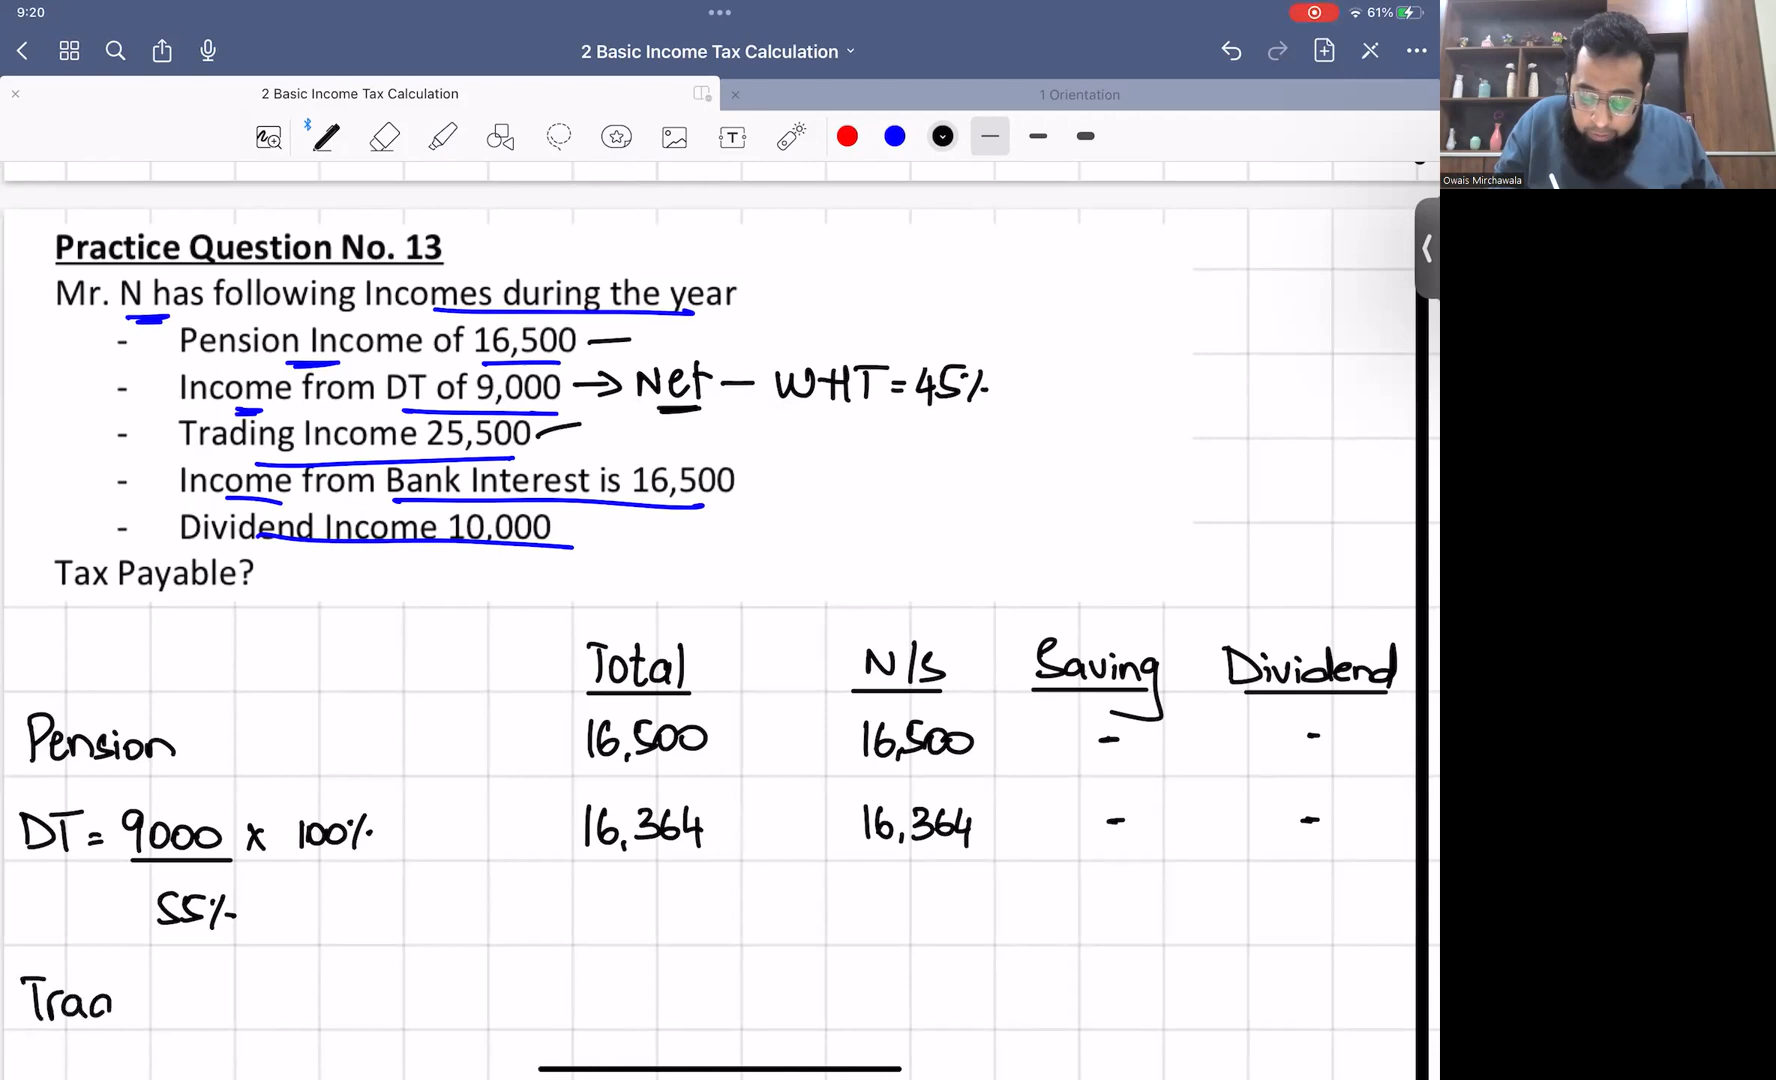 9:20
61%
2 Basic Income Tax Calculation
2 Basic Income Tax Calculation
1 Orientation
T
Owais Mirchawala
Practice Question No. 13
Mr. N has following Incomes during the year
- Pension Income of 16,500 —
- Income from DT of 9,000 → Net — WHT = 45%
- Trading Income 25,500 —
- Income from Bank Interest is 16,500
- Dividend Income 10,000
Tax Payable?
Total N/S Saving Dividend
Pension 16,500 16,500 - -
DT = 9000 x 100% 16,364 16,364 - -
55%
Trac